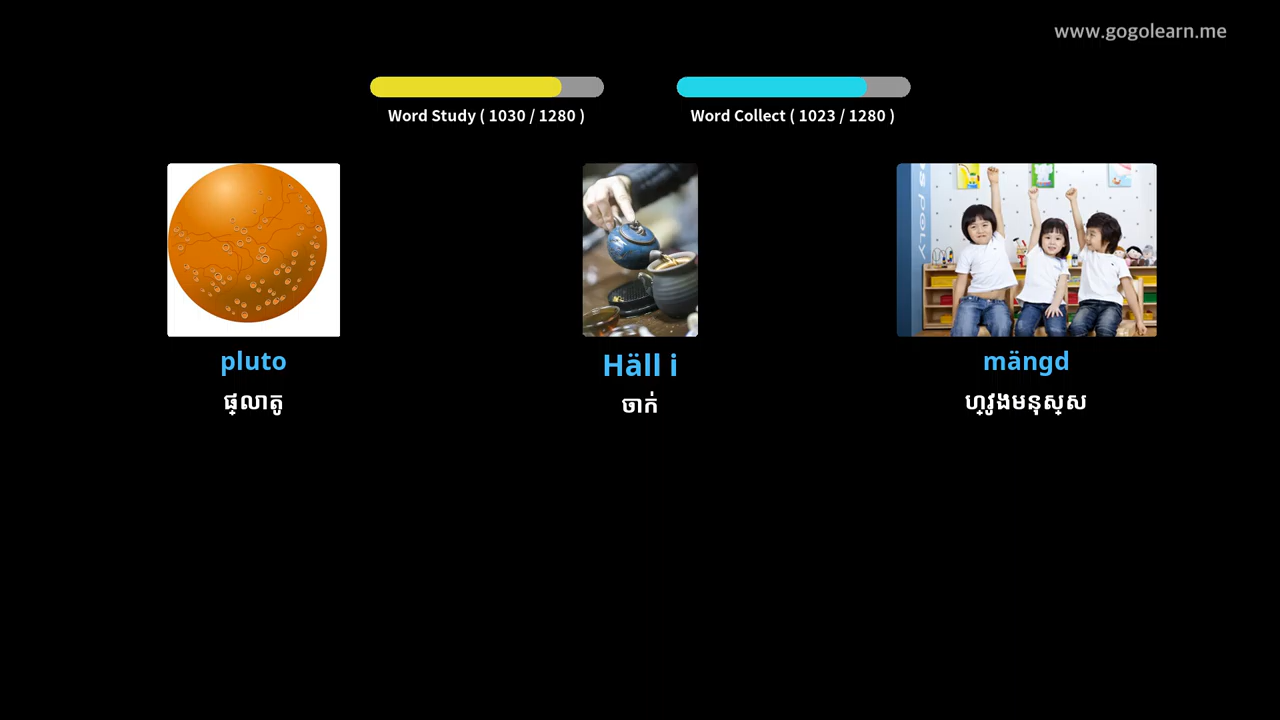 www.gogolearn.me
Word Study ( 1030 / 1280 )
Word Collect ( 1023 / 1280 )
pluto
Häll i
mängd
ផ្លាតូ
ចាក់
ហ្វូងមនុស្ស